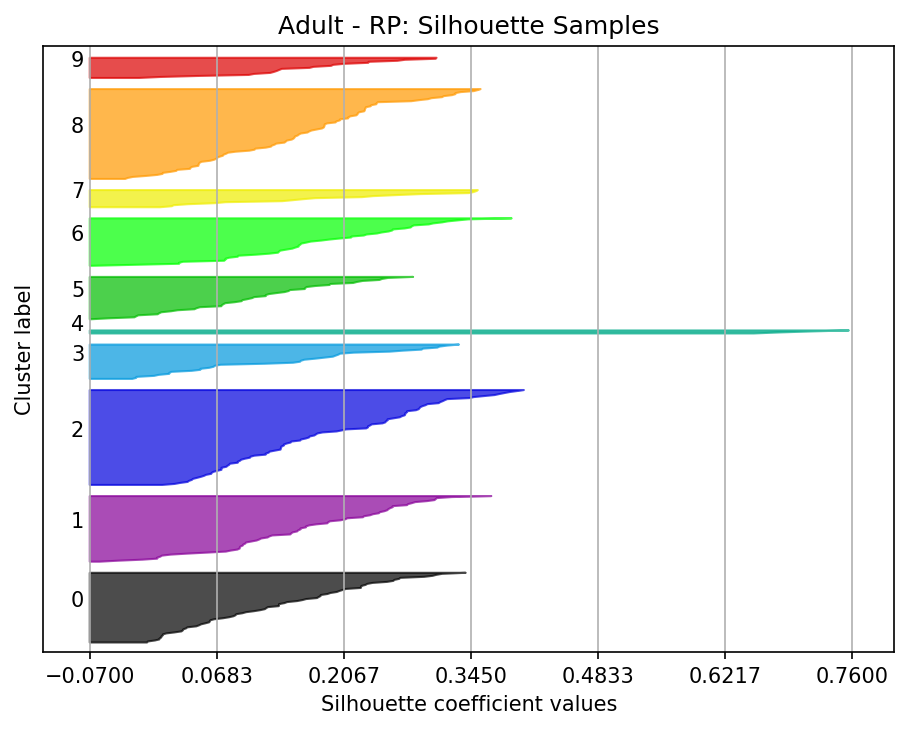 Adult - RP: Silhouette Samples
9
8
7
6
5
4
3
2
1
0
Cluster label
−0.0700 0.0683 0.2067 0.3450 0.4833 0.6217 0.7600
Silhouette coefficient values